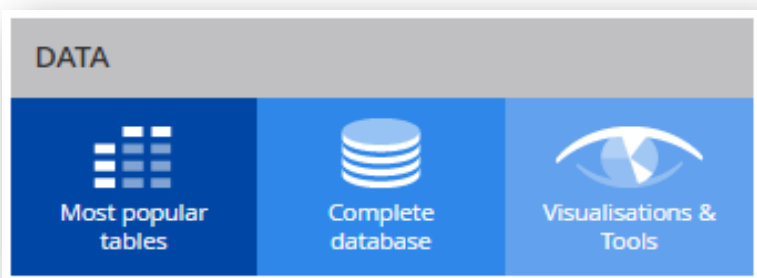 DATA
Most popular
tables
Complete
database
Visualisations &
Tools